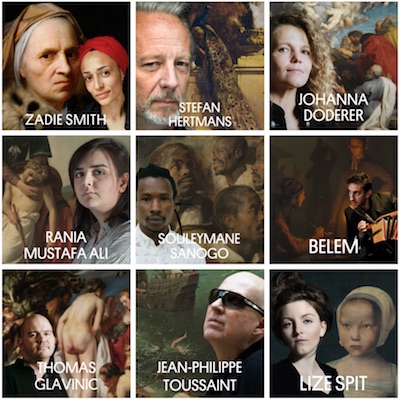 ZADIE SMITH
STEFAN
HERTMANS
JOHANNA
DODERER
RANIA
MUSTAFA ALI
SOULEYMANE
SANOGO
BELEM
THOMAS
GLAVINIC
JEAN-PHILIPPE
TOUSSAINT
LIZE SPIT